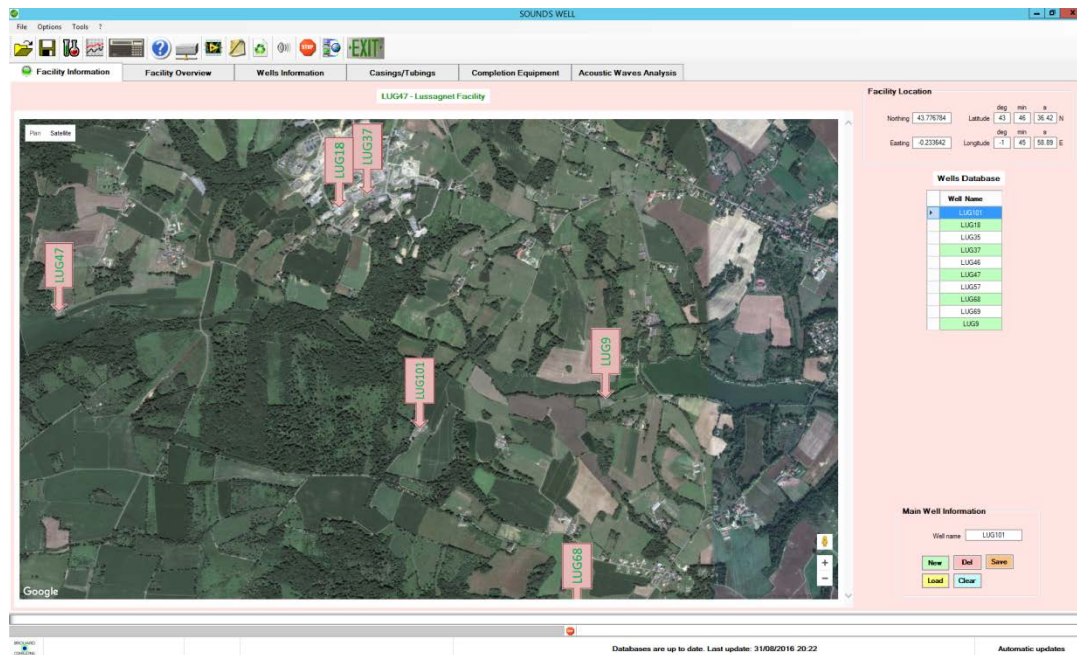 SOUNDS WELL
File Options Tools ?
STOP EXIT
Facility Information Facility Overview Wells Information Casings/Tubings Completion Equipment Acoustic Waves Analysis
LUG47 - Lussagnet Facility
Plan Satellite
LUG18
LUG37
LUG47
LUG9
LUG101
LUG68
Google
Facility Location
deg min s
Northing 43.776784 Latitude 43 46 36.42 N
deg min s
Easting -0.233642 Longitude -1 45 58.89 E
Wells Database
Well Name
LUG101
LUG18
LUG35
LUG37
LUG46
LUG47
LUG57
LUG68
LUG69
LUG9
Main Well Information
Well name LUG101
New Del Save
Load Clear
Databases are up to date. Last update: 31/08/2016 20:22
Automatic updates